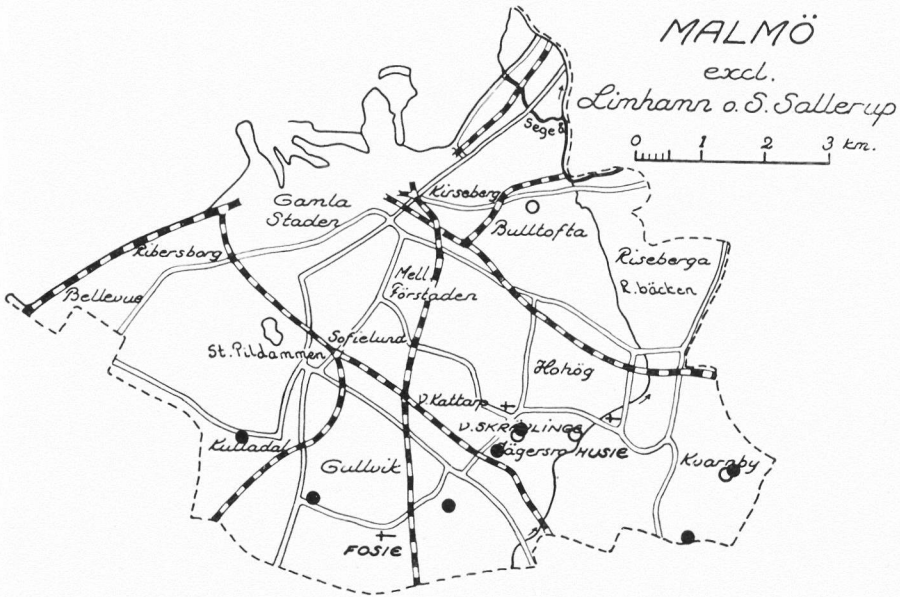 MALMÖ
excl.
Limhamn o. S. Sallerup
0 1 2 3 km.
Sege å
Kirseberg
Gamla
Staden
Bulltofta
Ribersborg
Riseberga
R. bäcken
Mell.
Förstaden
Bellevue
Sofielund
St. Pildammen
Hohög
V. Kattarp
V. SKRÄVLINGE
Kulladal
Jägersro HUSIE
Gullvik
Kvarnby
FOSIE